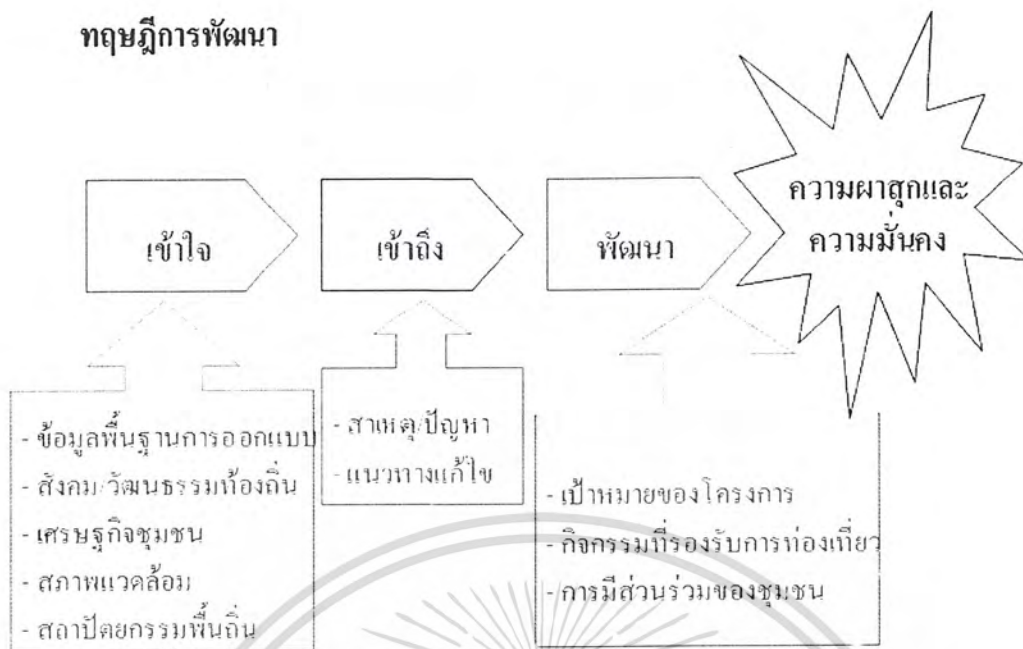 ทฤษฎีการพัฒนา
เข้าใจ
เข้าถึง
พัฒนา
ความผาสุกและ
ความมั่นคง
- ข้อมูลพื้นฐานการออกแบบ
- สังคม/วัฒนธรรมท้องถิ่น
- เศรษฐกิจชุมชน
- สภาพแวดล้อม
- สถาปัตยกรรมพื้นถิ่น
- สาเหตุ/ปัญหา
- แนวทางแก้ไข
- เป้าหมายของโครงการ
- กิจกรรมที่รองรับการท่องเที่ยว
- การมีส่วนร่วมของชุมชน